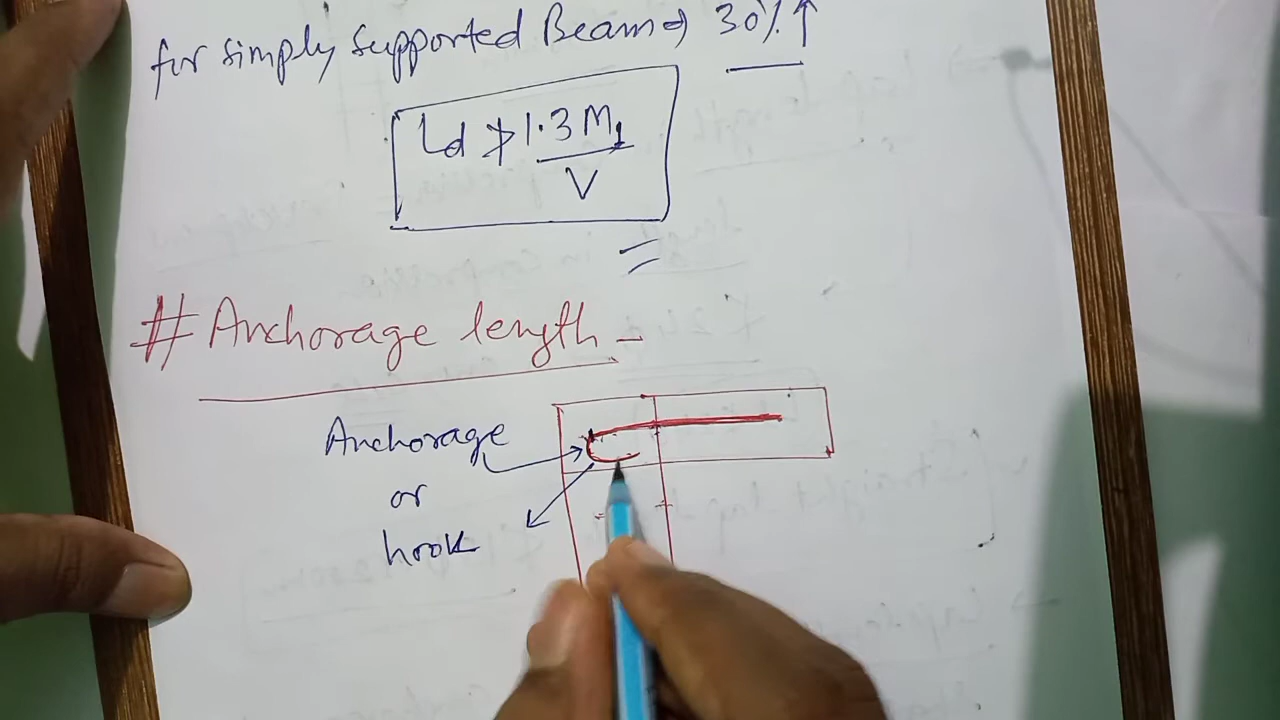 for simply supported Beam ⇒ 30% ↑
Ld ≯ 1.3 M1
V
# Anchorage length -
Anchorage
or
hook